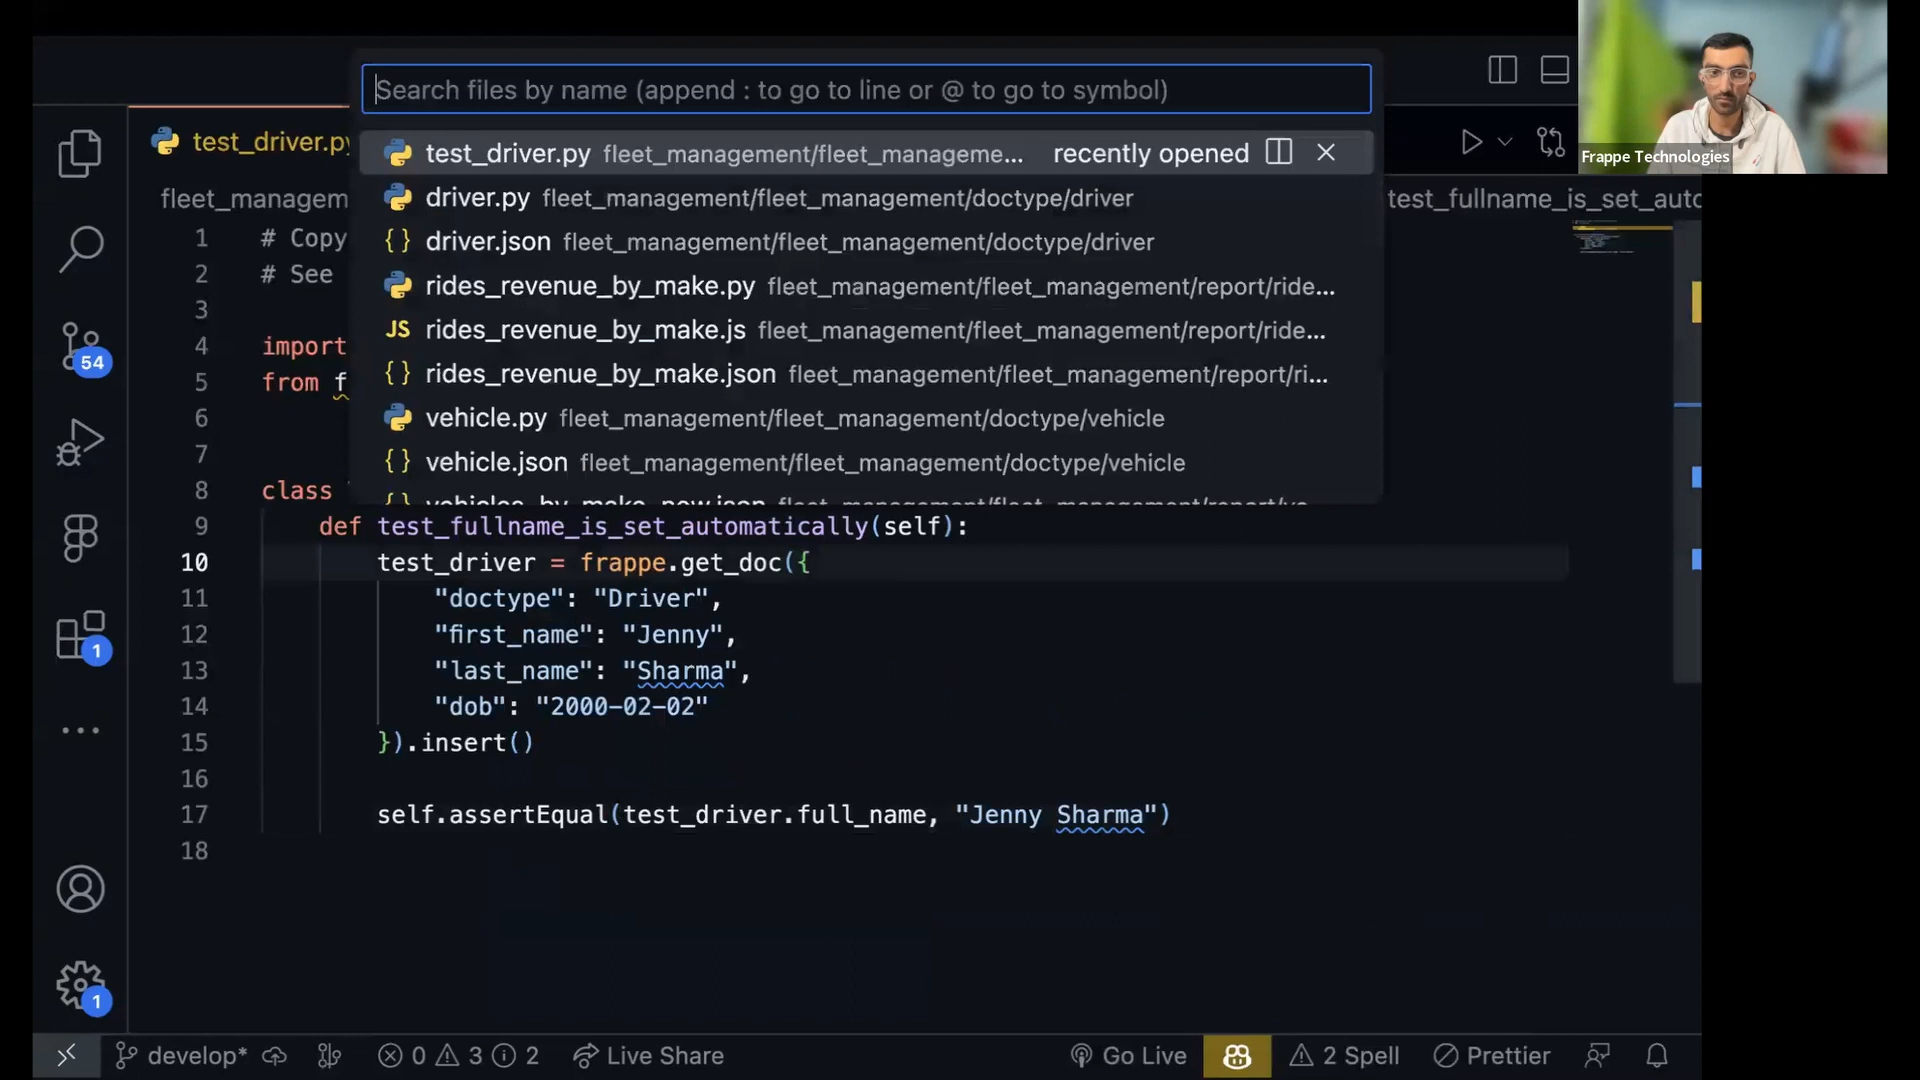 Search files by name (append : to go to line or @ to go to symbol)
Frappe Technologies
test_driver.py
test_driver.py fleet_management/fleet_manageme... recently opened
driver.py fleet_management/fleet_management/doctype/driver
driver.json fleet_management/fleet_management/doctype/driver
rides_revenue_by_make.py fleet_management/fleet_management/report/ride...
JS rides_revenue_by_make.js fleet_management/fleet_management/report/ride...
rides_revenue_by_make.json fleet_management/fleet_management/report/ri...
vehicle.py fleet_management/fleet_management/doctype/vehicle
vehicle.json fleet_management/fleet_management/doctype/vehicle
fleet_managem
test_fullname_is_set_auto
1 # Copy
2 # See
3
4 import
5 from f
6
7
8 class
9 def test_fullname_is_set_automatically(self):
10 test_driver = frappe.get_doc({
11 "doctype": "Driver",
12 "first_name": "Jenny",
13 "last_name": "Sharma",
14 "dob": "2000-02-02"
15 }).insert()
16
17 self.assertEqual(test_driver.full_name, "Jenny Sharma")
18
54
1
1
develop* 0 3 2 Live Share Go Live 2 Spell Prettier